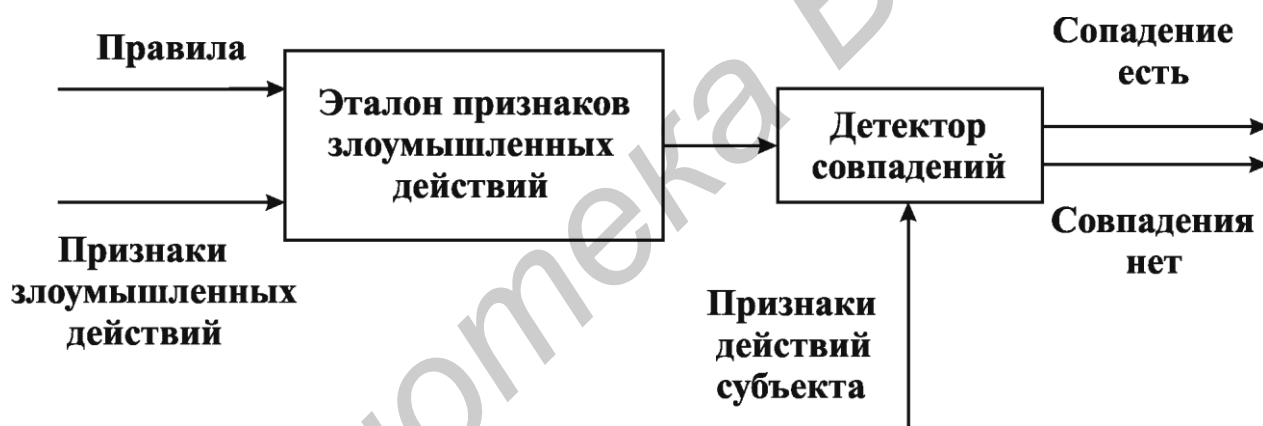 Правила
Эталон признаков
злоумышленных
действий
Признаки
злоумышленных
действий
Детектор
совпадений
Сопадение
есть
Совпадения
нет
Признаки
действий
субъекта